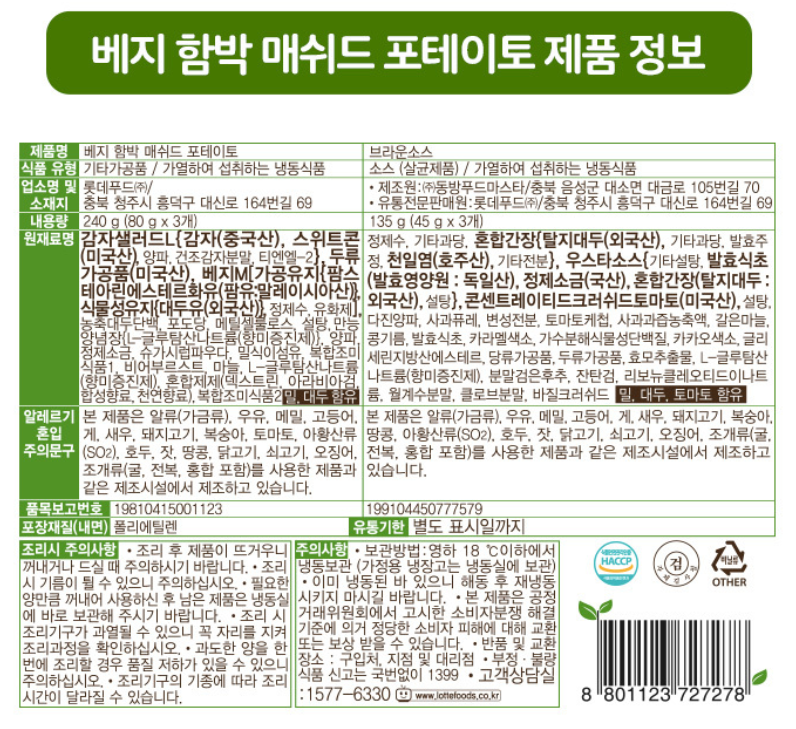 베지 함박 매쉬드 포테이토 제품 정보
제품명 베지 함박 매쉬드 포테이토 브라운소스
식품 유형 기타가공품 / 가열하여 섭취하는 냉동식품 소스 (살균제품) / 가열하여 섭취하는 냉동식품
업소명 및 소재지
롯데푸드㈜/
충북 청주시 흥덕구 대신로 164번길 69
• 제조원:㈜동방푸드마스타/충북 음성군 대소면 대금로 105번길 70
• 유통전문판매원:롯데푸드㈜/충북 청주시 흥덕구 대신로 164번길 69
내용량 240 g (80 g x 3개) 135 g (45 g x 3개)
원재료명
감자샐러드L{감자(중국산), 스위트콘
(미국산), 양파, 건조감자분말, 티엔엘-2}, 두류
가공품(미국산), 베지M[가공유지{팜스
테아린에스테르화유(팜유:말레이시아산)},
식물성유지{대두유(외국산)}, 정제수, 유화제],
농축대두단백, 포도당, 메틸셀룰로스, 설탕, 만능
양념장{L-글루탐산나트륨(향미증진제)}, 양파,
정제소금, 슈가시럽파우다, 밀식이섬유, 복합조미
식품1, 비어부르스트, 마늘, L-글루탐산나트륨
(향미증진제), 혼합제제(덱스트린, 아라비아검,
합성향료, 천연향료), 복합조미식품2 밀, 대두 함유
정제수, 기타과당, 혼합간장{탈지대두(외국산), 기타과당, 발효주
정, 천일염(호주산), 기타전분}, 우스타소스{기타설탕, 발효식초
(발효영양원 : 독일산), 정제소금(국산), 혼합간장(탈지대두 :
외국산), 설탕}, 콘센트레이티드크러쉬드토마토(미국산), 설탕,
다진양파, 사과퓨레, 변성전분, 토마토케첩, 사과과즙농축액, 갈은마늘,
콩기름, 발효식초, 카라멜색소, 가수분해식물성단백질, 카카오색소, 글리
세린지방산에스테르, 당류가공품, 두류가공품, 효모추출물, L-글루탐산
나트륨(향미증진제), 분말검은후추, 잔탄검, 리보뉴클레오티드이나트
륨, 월계수분말, 클로브분말, 바질크러쉬드 밀, 대두, 토마토 함유
알레르기
혼입
주의문구
본 제품은 알류(가금류), 우유, 메밀, 고등어,
게, 새우, 돼지고기, 복숭아, 토마토, 아황산류
(SO2), 호두, 잣, 땅콩, 닭고기, 쇠고기, 오징어,
조개류(굴, 전복, 홍합 포함)를 사용한 제품과
같은 제조시설에서 제조하고 있습니다.
본 제품은 알류(가금류), 우유, 메밀, 고등어, 게, 새우, 돼지고기, 복숭아,
땅콩, 아황산류(SO2), 호두, 잣, 닭고기, 쇠고기, 오징어, 조개류(굴,
전복, 홍합 포함)를 사용한 제품과 같은 제조시설에서 제조하고
있습니다.
품목보고번호 19810415001123 199104450777579
포장재질(내면) 폴리에틸렌 유통기한 별도 표시일까지
조리시 주의사항 • 조리 후 제품이 뜨거우니
꺼내거나 드실 때 주의하시기 바랍니다. • 조리
시 기름이 튈 수 있으니 주의하십시오. • 필요한
양만큼 꺼내어 사용하신 후 남은 제품은 냉동실
에 바로 보관해 주시기 바랍니다. • 조리 시
조리기구가 과열될 수 있으니 꼭 자리를 지켜
조리과정을 확인하십시오. • 과도한 양을 한
번에 조리할 경우 품질 저하가 있을 수 있으니
주의하십시오. • 조리기구의 기종에 따라 조리
시간이 달라질 수 있습니다.
주의사항 • 보관방법:영하 18 ℃이하에서
냉동보관 (가정용 냉장고는 냉동실에 보관)
• 이미 냉동된 바 있으니 해동 후 재냉동
시키지 마시길 바랍니다. • 본 제품은 공정
거래위원회에서 고시한 소비자분쟁 해결
기준에 의거 정당한 소비자 피해에 대해 교환
또는 보상 받을 수 있습니다. • 반품 및 교환
장소 : 구입처, 지점 및 대리점 • 부정·불량
식품 신고는 국번없이 1399 • 고객상담실
:1577-6330 www.lottefoods.co,kr
HACCP
검
비닐류
OTHER
8 801123 727278